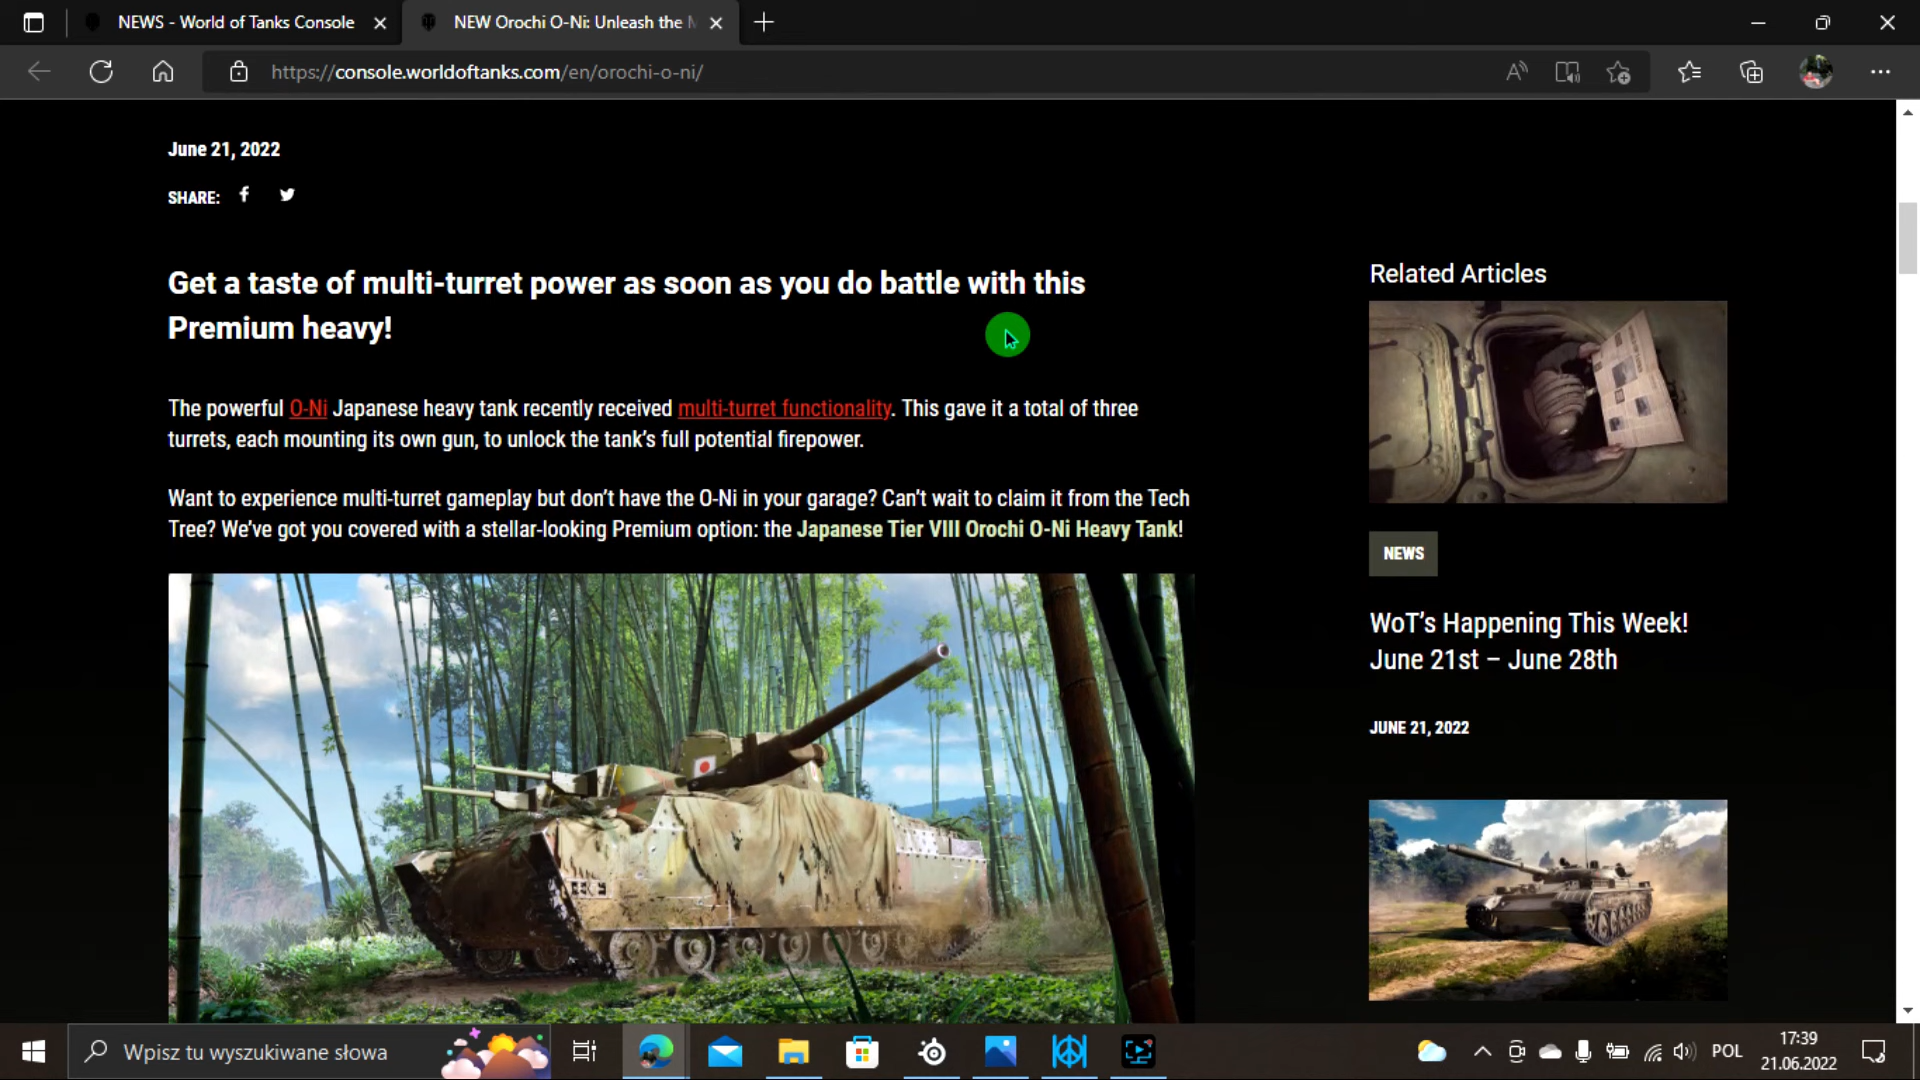 NEWS - World of Tanks Console
NEW Orochi O-Ni: Unleash the M
https://console.worldoftanks.com/en/orochi-o-ni/
June 21, 2022
SHARE:
Get a taste of multi-turret power as soon as you do battle with this
Premium heavy!
The powerful O-Ni Japanese heavy tank recently received multi-turret functionality. This gave it a total of three
turrets, each mounting its own gun, to unlock the tank's full potential firepower.
Want to experience multi-turret gameplay but don't have the O-Ni in your garage? Can't wait to claim it from the Tech
Tree? We've got you covered with a stellar-looking Premium option: the Japanese Tier VIII Orochi O-Ni Heavy Tank!
Related Articles
NEWS
WoT's Happening This Week!
June 21st – June 28th
JUNE 21, 2022
Wpisz tu wyszukiwane słowa
POL
17:39
21.06.2022